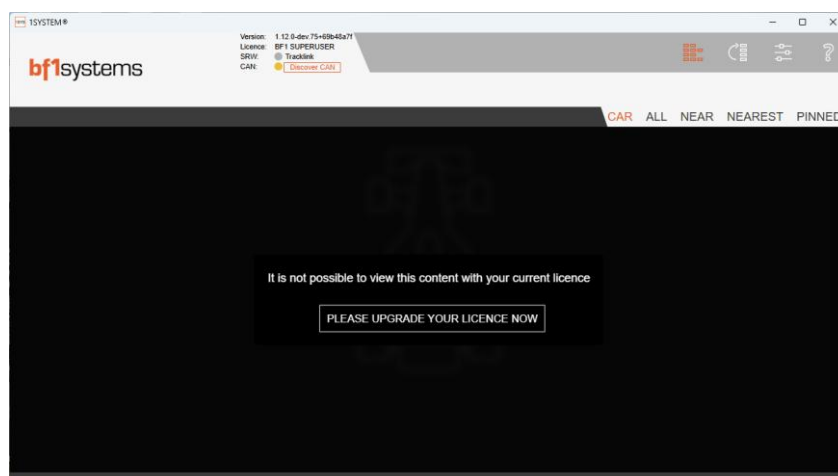 1SYSTEM®
bf1systems
Version: 1.12.0-dev.75+69b48a7f
Licence: BF1 SUPERUSER
SRW: Tracklink
CAN: Discover CAN
CAR ALL NEAR NEAREST PINNED
It is not possible to view this content with your current licence
PLEASE UPGRADE YOUR LICENCE NOW